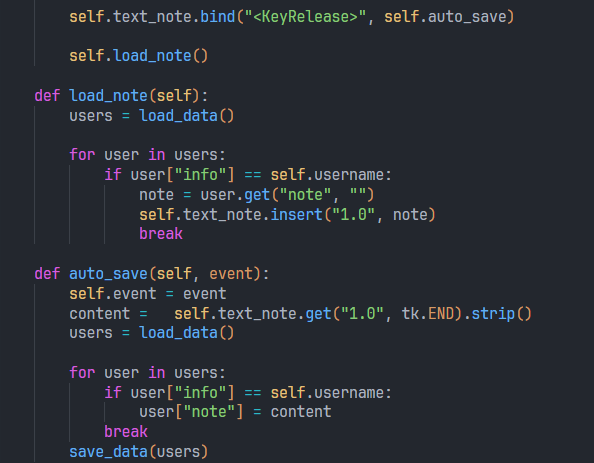 self.text_note.bind("<KeyRelease>", self.auto_save)
self.load_note()
def load_note(self):
users = load_data()
for user in users:
if user["info"] == self.username:
note = user.get("note", "")
self.text_note.insert("1.0", note)
break
def auto_save(self, event):
self.event = event
content =   self.text_note.get("1.0", tk.END).strip()
users = load_data()
for user in users:
if user["info"] == self.username:
user["note"] = content
break
save_data(users)